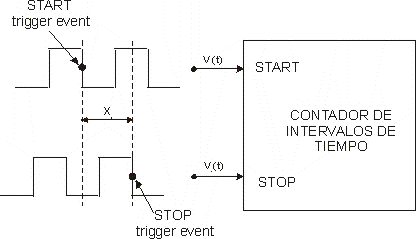 START
trigger event
V(t)
START
X
CONTADOR DE
INTERVALOS DE
TIEMPO
V(t)
STOP
STOP
trigger event